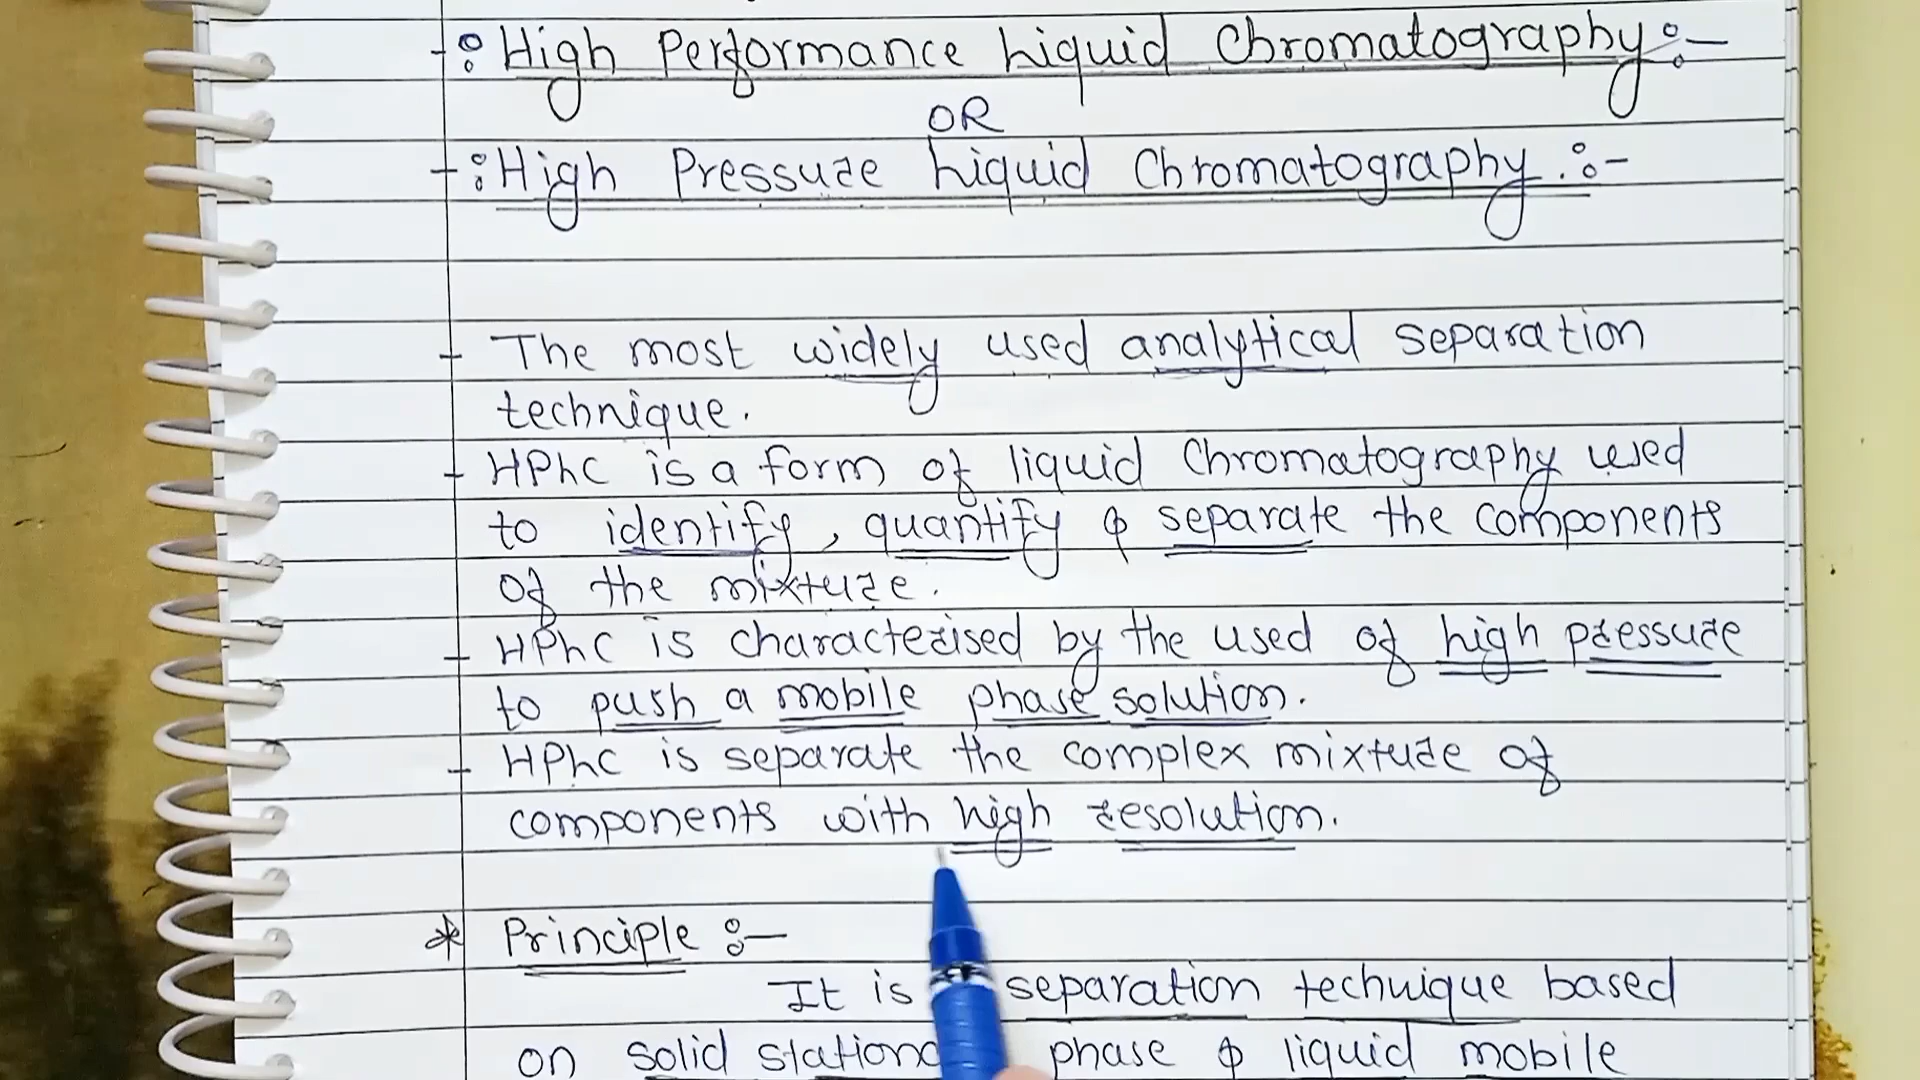 -: High Performance Liquid Chromatography :-
OR
-: High Pressure Liquid Chromatography. :-
- The most widely used analytical separation
technique.
- HPLC is a form of liquid Chromatography used
to identify, quantify & separate the components
of the mixture.
- HPLC is characterised by the used of high pressure
to push a mobile phase solution.
- HPLC is separate the complex mixture of
components with high resolution.
* Principle :-
It is separation technique based
on solid phase & liquid mobile